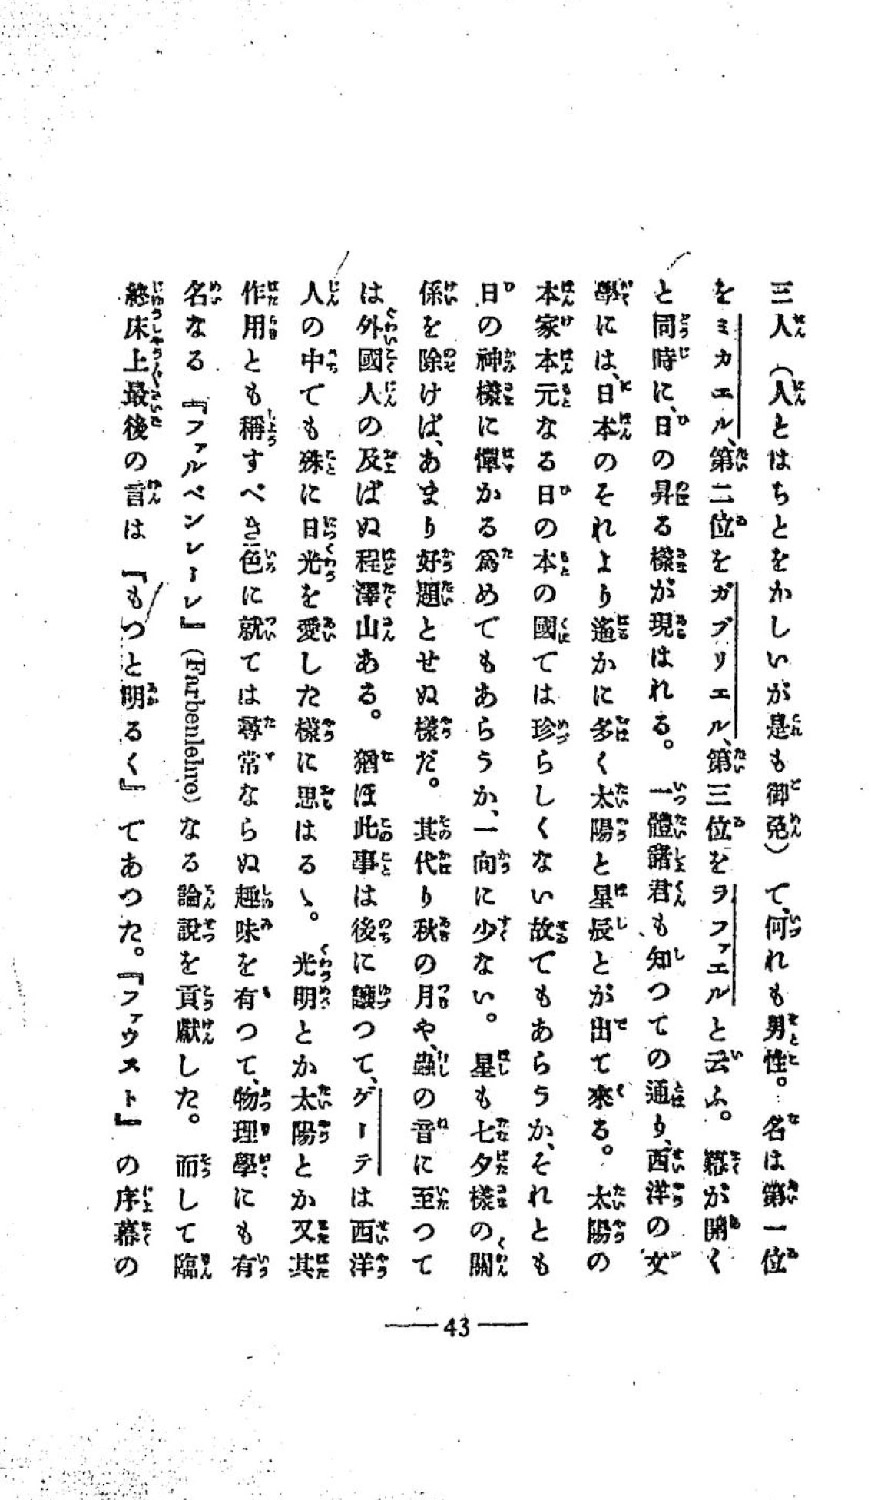 三人（人とはちとをかしいが是も御免）て、何れも男性。名は第一位
をミカエル、第二位をガブリエル、第三位をラファエルと云ふ。幕が開く
と同時に、日の昇る樣が現はれる。一體諸君も知つての通り、西洋の文
學には、日本のそれより遙かに多く太陽と星辰とが出て來る。太陽の
本家本元なる日の本の國ては珍らしくない故てもあらうか、それとも
日の神樣に憚かる爲めでもあらうか、一向に少ない。星も七夕樣の關
係を除けば、あまり好題とせぬ樣だ。其代り秋の月や、蟲の音に至つて
は外國人の及ばぬ程澤山ある。猶ほ此事は後に讓つて、ゲーテは西洋
人の中でも殊に日光を愛した樣に思はるゝ。光明とか太陽とか又其
作用とも稱すべき色に就ては尋常ならぬ趣味を有つて、物理學にも有
名なる『ファルベンレーレ』(Farbenlehre)なる論說を貢獻した。而して臨
終床上最後の言は『もつと明るく』であつた。『ファウスト』の序幕の
43